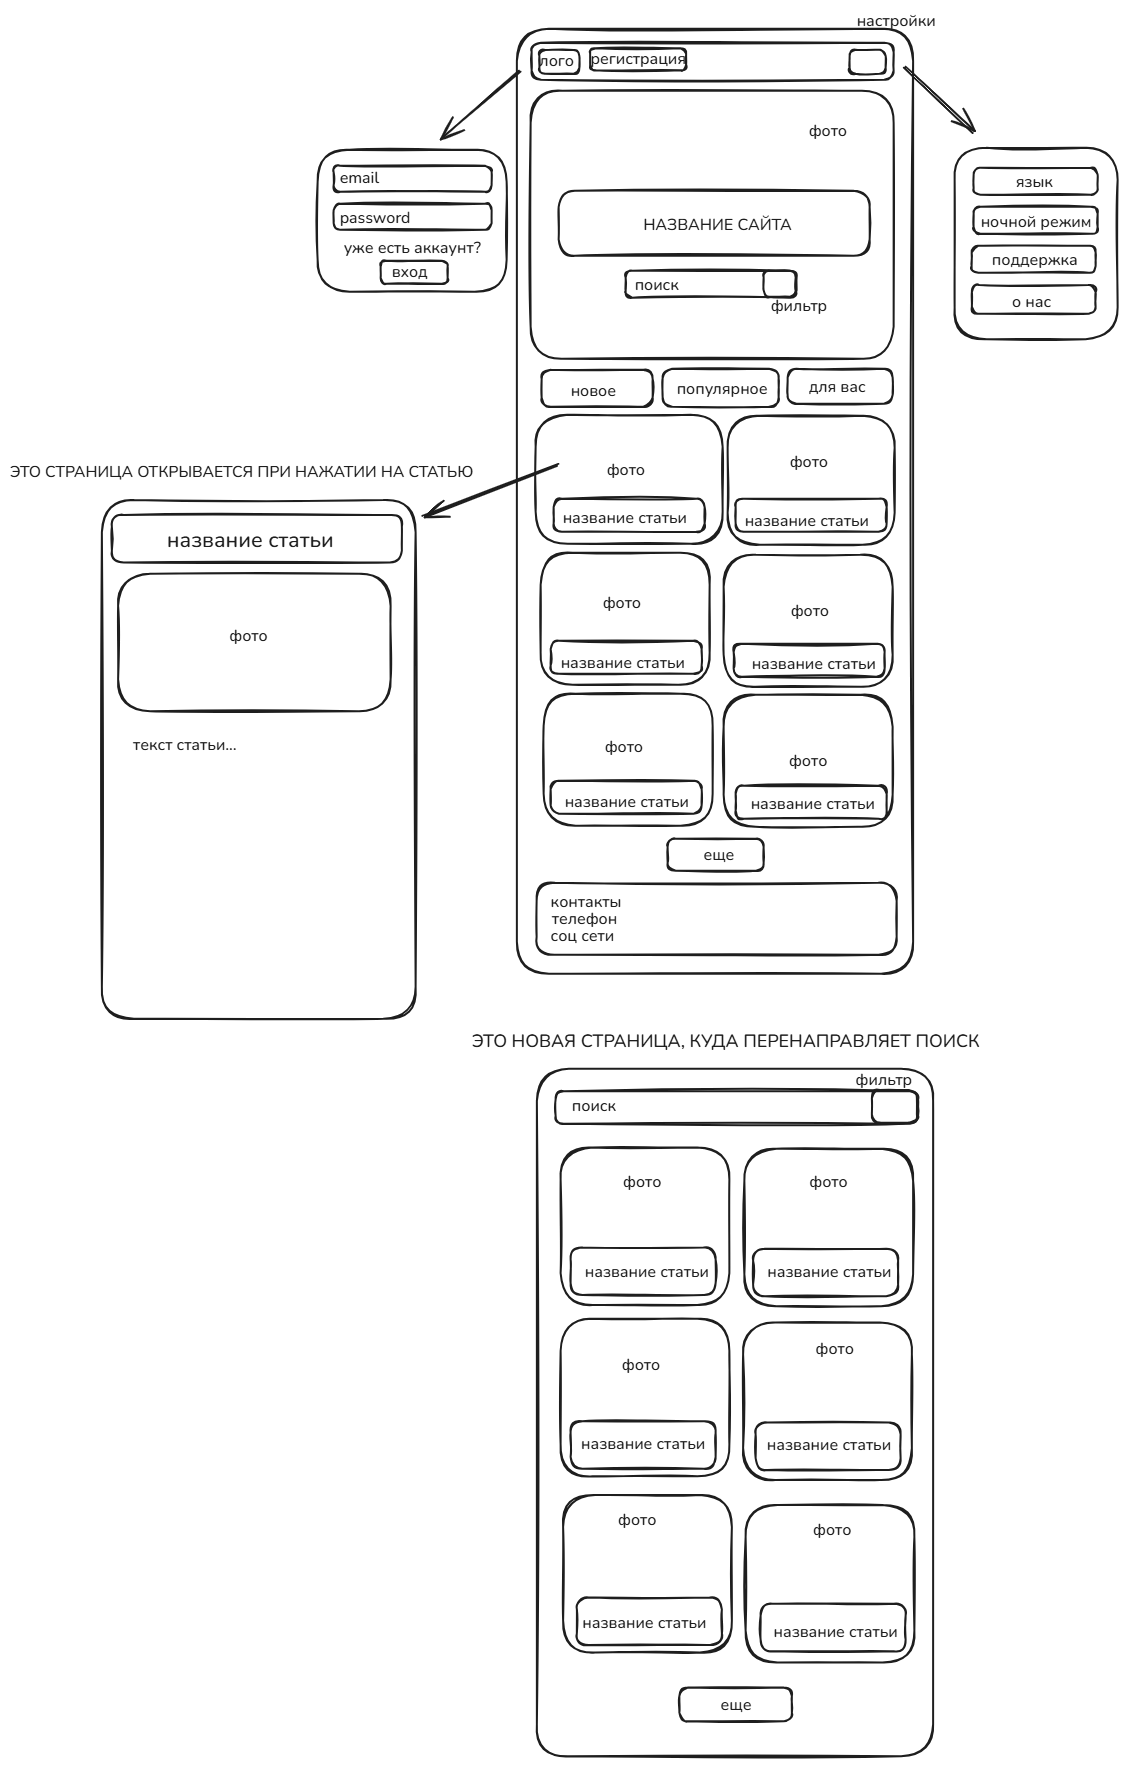 настройки
лого
регистрация
фото
НАЗВАНИЕ САЙТА
поиск
фильтр
email
password
уже есть аккаунт?
вход
язык
ночной режим
поддержка
о нас
новое
популярное
для вас
фото
название статьи
фото
название статьи
фото
название статьи
фото
название статьи
фото
название статьи
фото
название статьи
еще
контакты
телефон
соц сети
ЭТО СТРАНИЦА ОТКРЫВАЕТСЯ ПРИ НАЖАТИИ НА СТАТЬЮ
название статьи
фото
текст статьи...
ЭТО НОВАЯ СТРАНИЦА, КУДА ПЕРЕНАПРАВЛЯЕТ ПОИСК
фильтр
поиск
фото
название статьи
фото
название статьи
фото
название статьи
фото
название статьи
фото
название статьи
фото
название статьи
еще